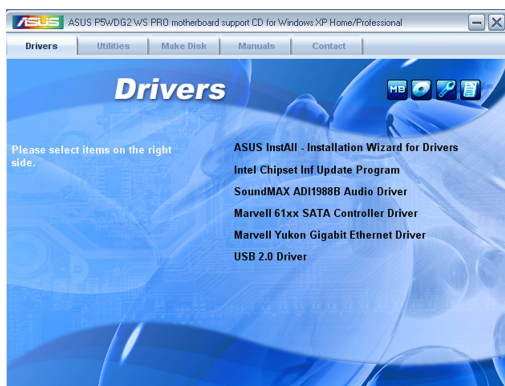 ASUS ASUS P5WDG2 WS PRO motherboard support CD for Windows XP Home/Professional
Drivers Utilities Make Disk Manuals Contact
Drivers
MB
Please select items on the right
side.
ASUS InstAll - Installation Wizard for Drivers
Intel Chipset Inf Update Program
SoundMAX ADI1988B Audio Driver
Marvell 61xx SATA Controller Driver
Marvell Yukon Gigabit Ethernet Driver
USB 2.0 Driver